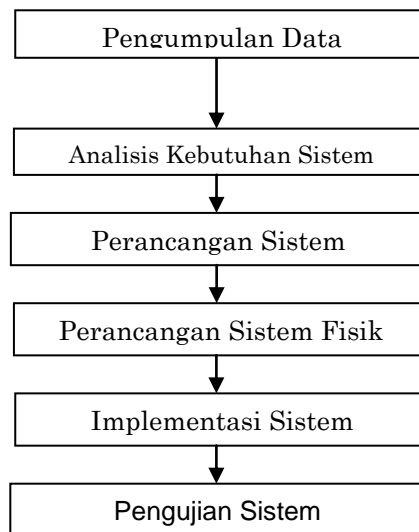 Pengumpulan Data
Analisis Kebutuhan Sistem
Perancangan Sistem
Perancangan Sistem Fisik
Implementasi Sistem
Pengujian Sistem